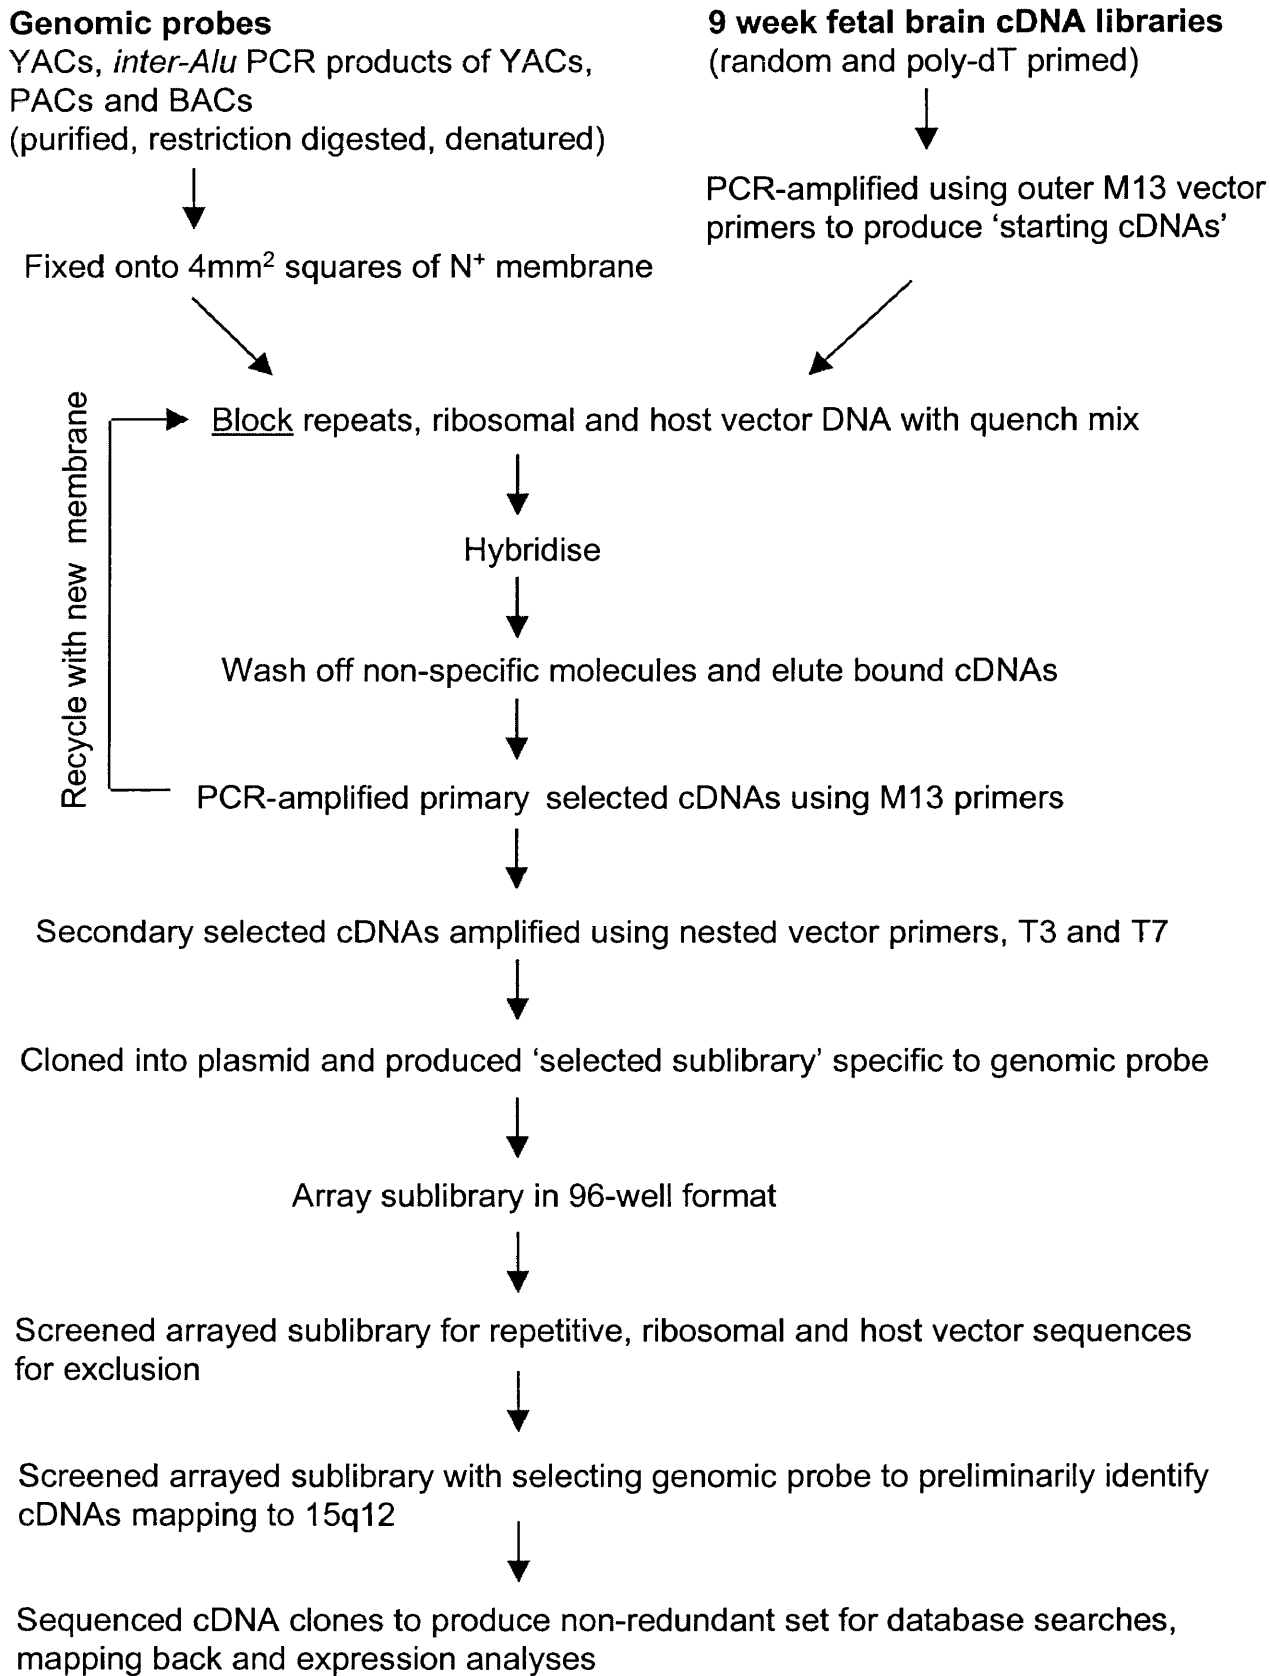 Genomic probes
YACs, inter-Alu PCR products of YACs,
PACs and BACs
(purified, restriction digested, denatured)
Fixed onto 4mm² squares of N⁺ membrane
9 week fetal brain cDNA libraries
(random and poly-dT primed)
PCR-amplified using outer M13 vector
primers to produce ‘starting cDNAs’
Recycle with new membrane
Block repeats, ribosomal and host vector DNA with quench mix
Hybridise
Wash off non-specific molecules and elute bound cDNAs
PCR-amplified primary selected cDNAs using M13 primers
Secondary selected cDNAs amplified using nested vector primers, T3 and T7
Cloned into plasmid and produced ‘selected sublibrary’ specific to genomic probe
Array sublibrary in 96-well format
Screened arrayed sublibrary for repetitive, ribosomal and host vector sequences
for exclusion
Screened arrayed sublibrary with selecting genomic probe to preliminarily identify
cDNAs mapping to 15q12
Sequenced cDNA clones to produce non-redundant set for database searches,
mapping back and expression analyses